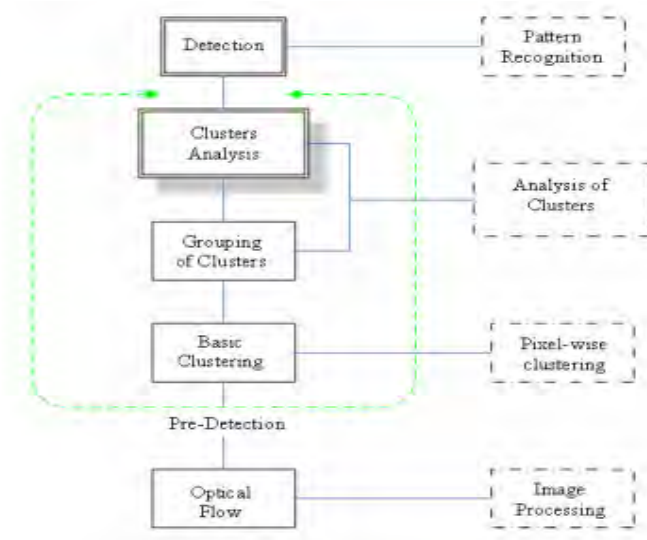 Detection
Pattern
Recognition
Clusters
Analysis
Analysis of
Clusters
Grouping
of Clusters
Basic
Clustering
Pixel-wise
clustering
Pre-Detection
Optical
Flow
Image
Processing